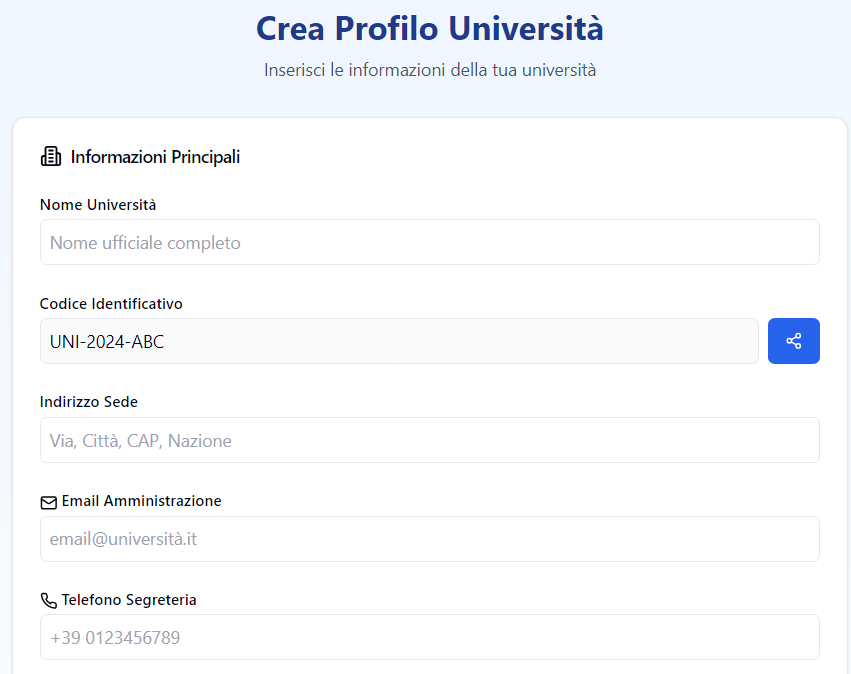 Crea Profilo Università
Inserisci le informazioni della tua università
Informazioni Principali
Nome Università
Nome ufficiale completo
Codice Identificativo
UNI-2024-ABC
Indirizzo Sede
Via, Città, CAP, Nazione
Email Amministrazione
email@università.it
Telefono Segreteria
+39 0123456789